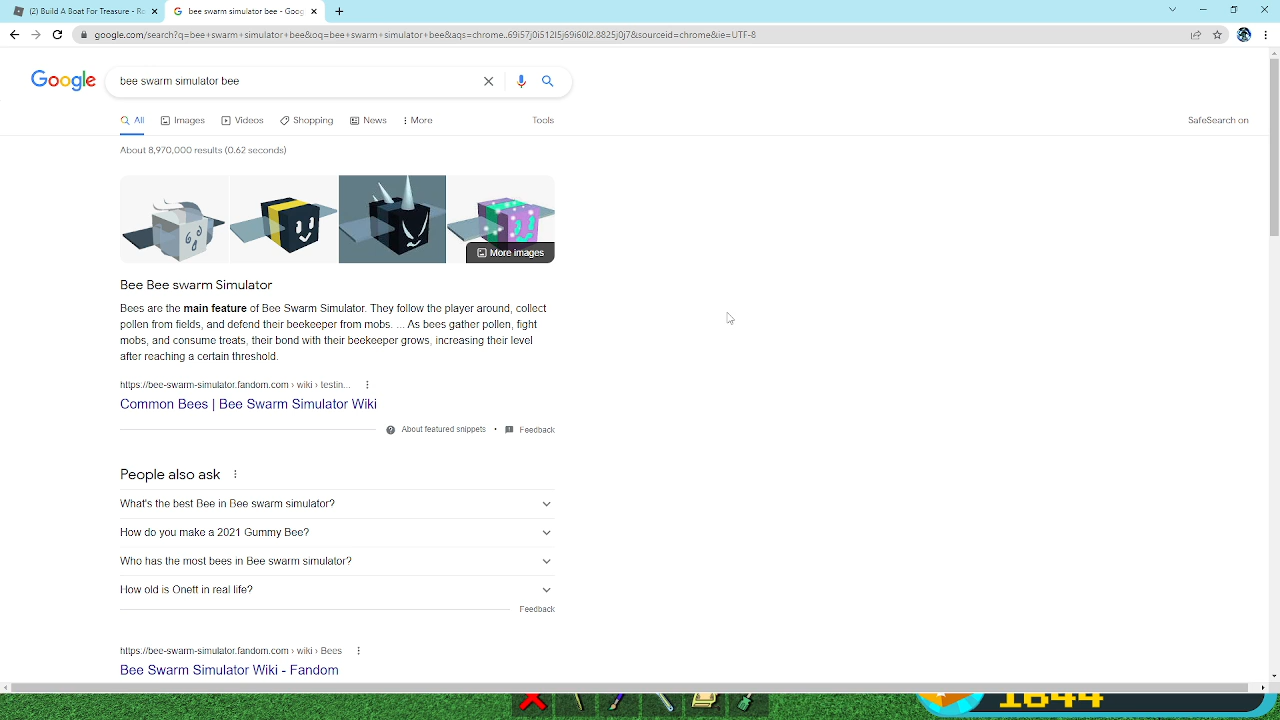 (2) Build A Boat For Treasure - Ro
bee swarm simulator bee - Goog
google.com/search?q=bee+swarm+simulator+bee&oq=bee+swarm+simulator+bee&aqs=chrome..69i57j0i512l5j69i60l2.8825j0j7&sourceid=chrome&ie=UTF-8
Google
bee swarm simulator bee
All Images Videos Shopping News More Tools SafeSearch on
About 8,970,000 results (0.62 seconds)
More images
Bee Bee swarm Simulator
Bees are the main feature of Bee Swarm Simulator. They follow the player around, collect
pollen from fields, and defend their beekeeper from mobs. ... As bees gather pollen, fight
mobs, and consume treats, their bond with their beekeeper grows, increasing their level
after reaching a certain threshold.
https://bee-swarm-simulator.fandom.com › wiki › testin...
Common Bees | Bee Swarm Simulator Wiki
About featured snippets • Feedback
People also ask
What's the best Bee in Bee swarm simulator?
How do you make a 2021 Gummy Bee?
Who has the most bees in Bee swarm simulator?
How old is Onett in real life?
Feedback
https://bee-swarm-simulator.fandom.com › wiki › Bees
Bee Swarm Simulator Wiki - Fandom
1844